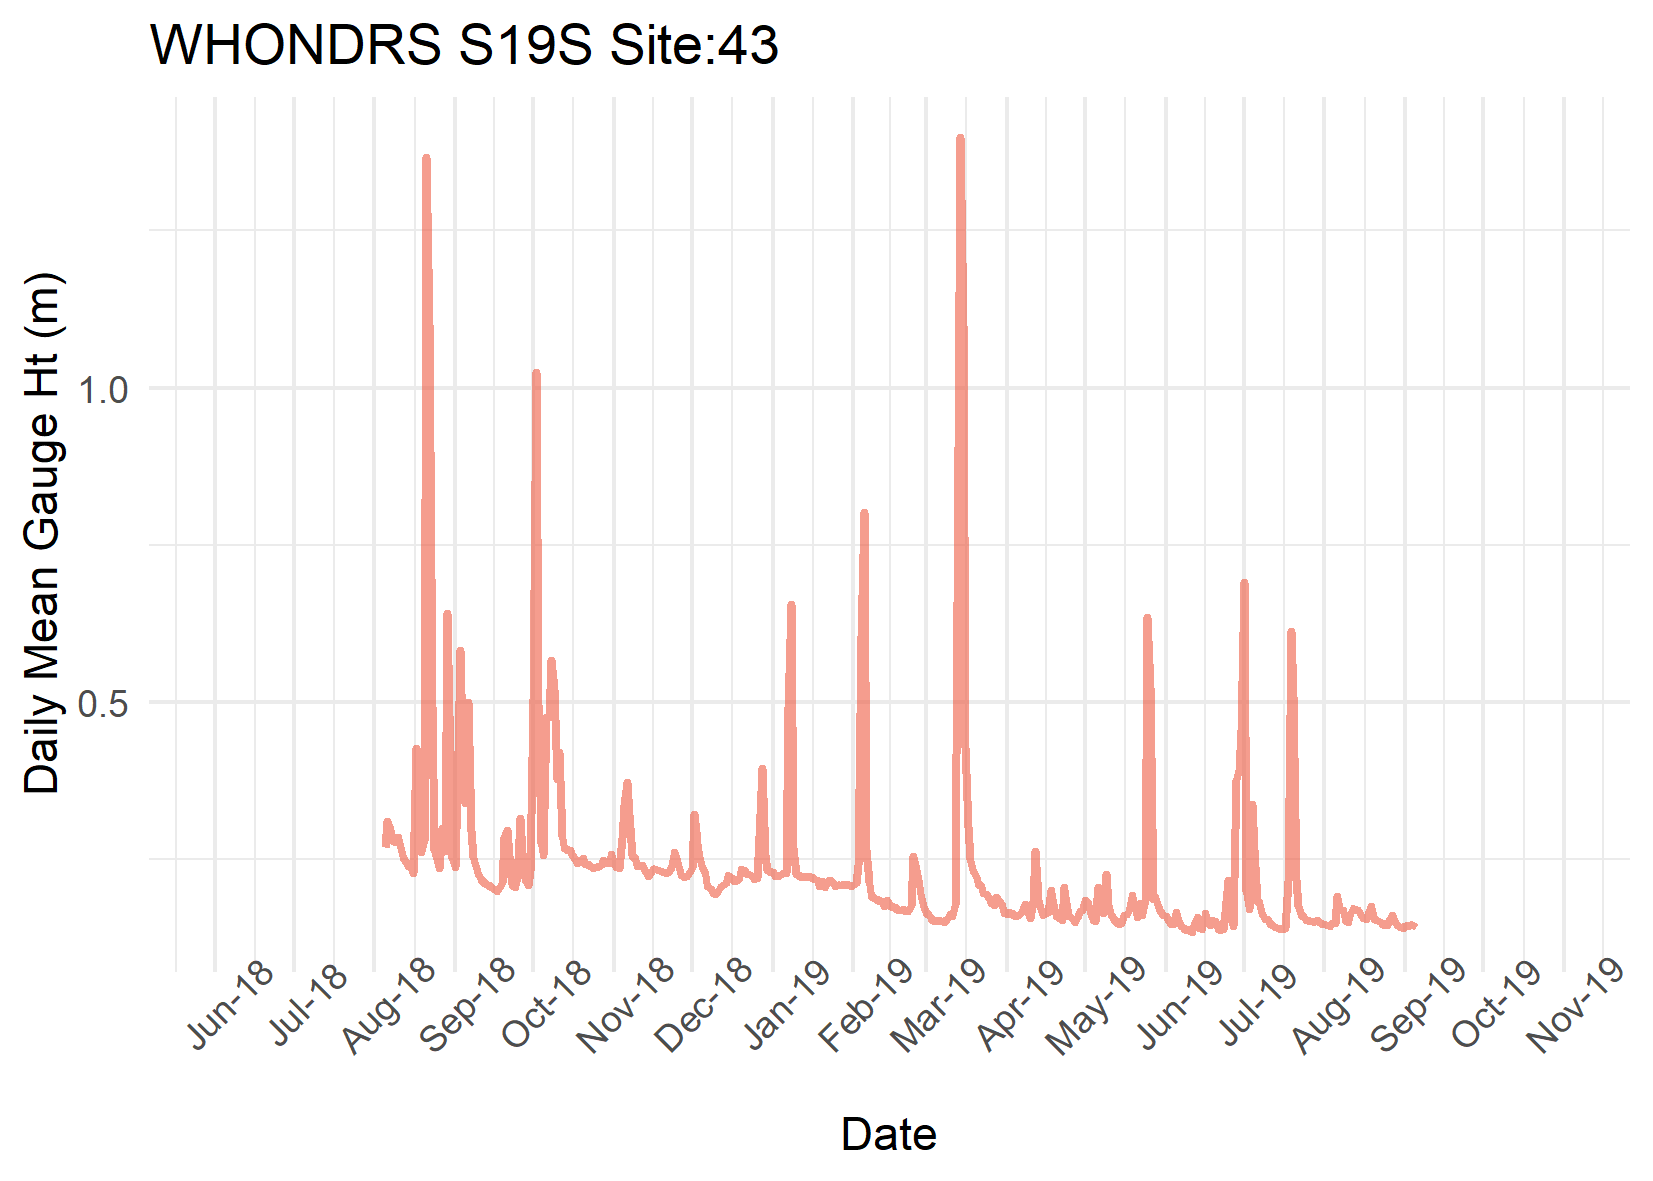 WHONDRS S19S Site:43
Daily Mean Gauge Ht (m)
1.0
0.5
Jun-18
Jul-18
Aug-18
Sep-18
Oct-18
Nov-18
Dec-18
Jan-19
Feb-19
Mar-19
Apr-19
May-19
Jun-19
Jul-19
Aug-19
Sep-19
Oct-19
Nov-19
Date